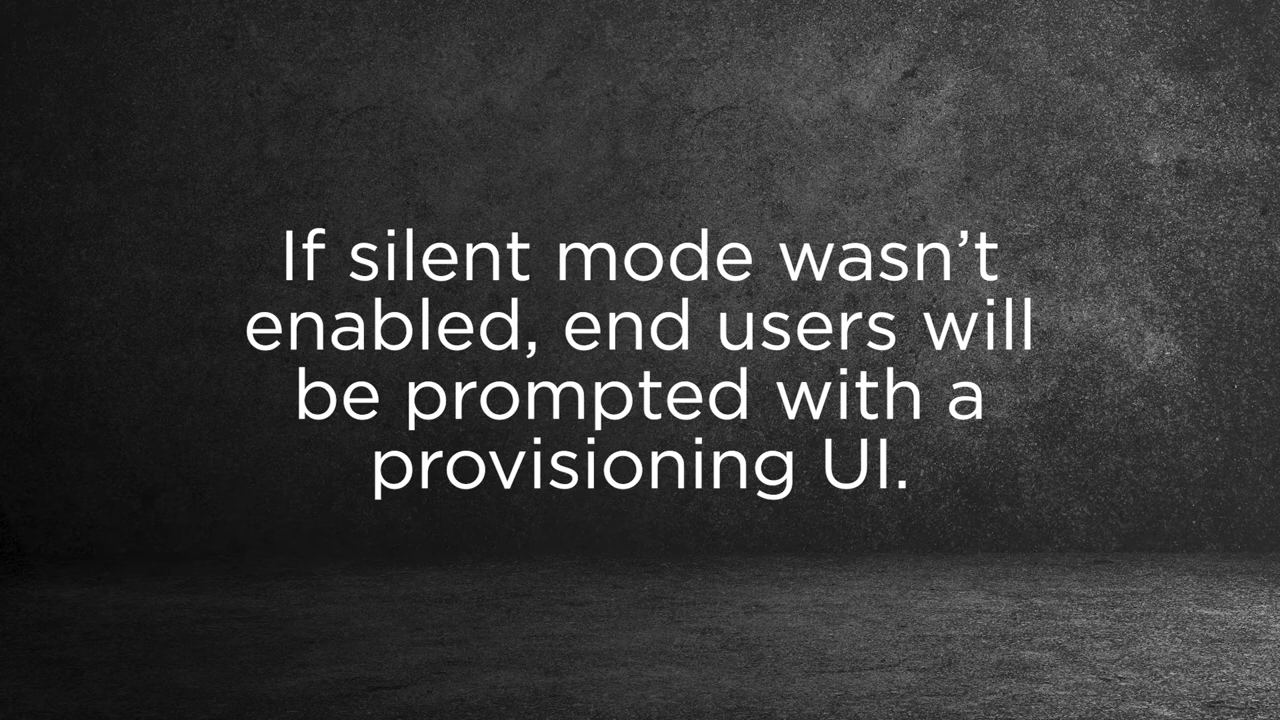 If silent mode wasn’t
enabled, end users will
be prompted with a
provisioning UI.